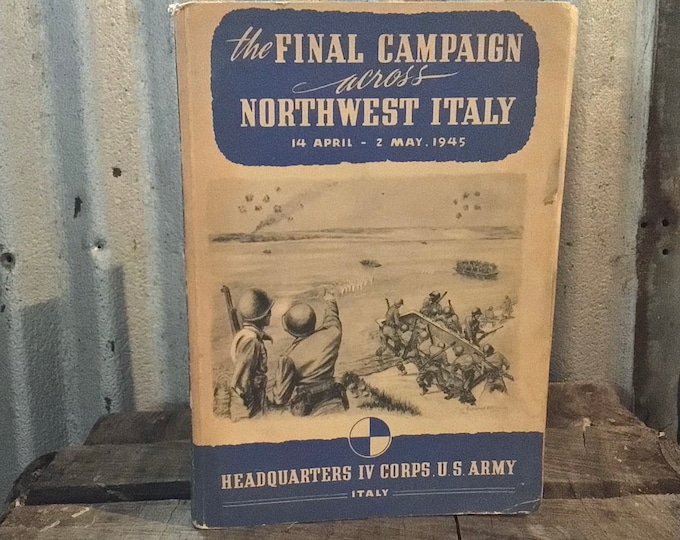 the FINAL CAMPAIGN
across
NORTHWEST ITALY
14 APRIL - 2 MAY, 1945
HEADQUARTERS IV CORPS. U.S. ARMY
ITALY